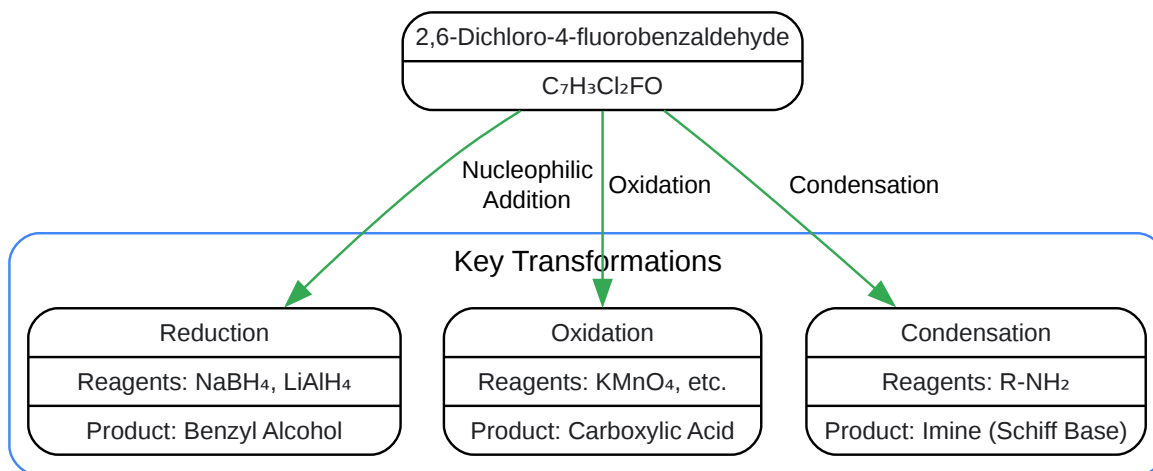 2,6-Dichloro-4-fluorobenzaldehyde
C₇H₃Cl₂FO
Nucleophilic
Addition
Oxidation
Condensation
Key Transformations
Reduction
Reagents: NaBH₄, LiAlH₄
Product: Benzyl Alcohol
Oxidation
Reagents: KMnO₄, etc.
Product: Carboxylic Acid
Condensation
Reagents: R-NH₂
Product: Imine (Schiff Base)